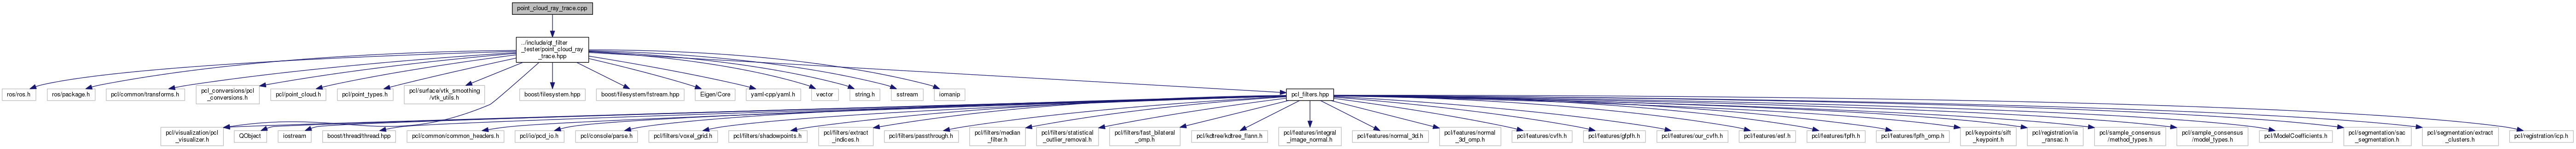 point_cloud_ray_trace.cpp
../include/qt_filter
_tester/point_cloud_ray
_trace.hpp
ros/ros.h
ros/package.h
pcl/common/transforms.h
pcl_conversions/pcl
_conversions.h
pcl/point_cloud.h
pcl/point_types.h
pcl/surface/vtk_smoothing
/vtk_utils.h
boost/filesystem.hpp
boost/filesystem/fstream.hpp
Eigen/Core
yaml-cpp/yaml.h
vector
string.h
sstream
iomanip
pcl_filters.hpp
pcl/visualization/pcl
_visualizer.h
QObject
iostream
boost/thread/thread.hpp
pcl/common/common_headers.h
pcl/io/pcd_io.h
pcl/console/parse.h
pcl/filters/voxel_grid.h
pcl/filters/shadowpoints.h
pcl/filters/extract
_indices.h
pcl/filters/passthrough.h
pcl/filters/median
_filter.h
pcl/filters/statistical
_outlier_removal.h
pcl/filters/fast_bilateral
_omp.h
pcl/kdtree/kdtree_flann.h
pcl/features/integral
_image_normal.h
pcl/features/normal_3d.h
pcl/features/normal
_3d_omp.h
pcl/features/cvfh.h
pcl/features/gfpfh.h
pcl/features/our_cvfh.h
pcl/features/esf.h
pcl/features/fpfh.h
pcl/features/fpfh_omp.h
pcl/keypoints/sift
_keypoint.h
pcl/registration/ia
_ransac.h
pcl/sample_consensus
/method_types.h
pcl/sample_consensus
/model_types.h
pcl/ModelCoefficients.h
pcl/segmentation/sac
_segmentation.h
pcl/segmentation/extract
_clusters.h
pcl/registration/icp.h